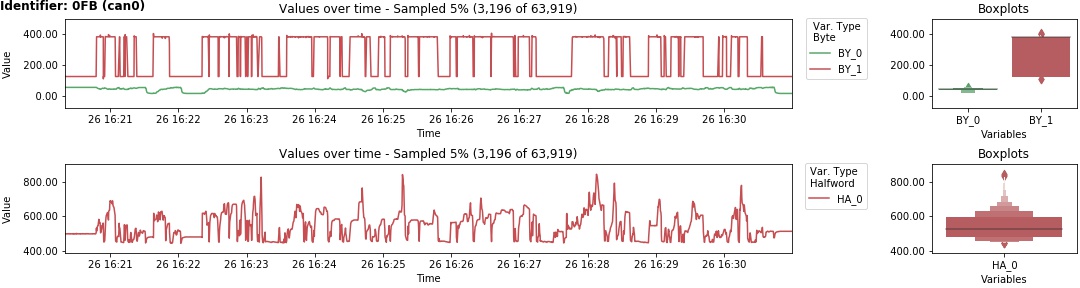 Identifier: 0FB (can0)
Values over time - Sampled 5% (3,196 of 63,919)
Boxplots
Value
400.00
200.00
0.00
26 16:21 26 16:22 26 16:23 26 16:24 26 16:25 26 16:26 26 16:27 26 16:28 26 16:29 26 16:30
Time
Var. Type
Byte
BY_0
BY_1
400.00
200.00
0.00
BY_0 BY_1
Variables
Values over time - Sampled 5% (3,196 of 63,919)
Boxplots
Value
800.00
600.00
400.00
26 16:21 26 16:22 26 16:23 26 16:24 26 16:25 26 16:26 26 16:27 26 16:28 26 16:29 26 16:30
Time
Var. Type
Halfword
HA_0
800.00
600.00
400.00
HA_0
Variables